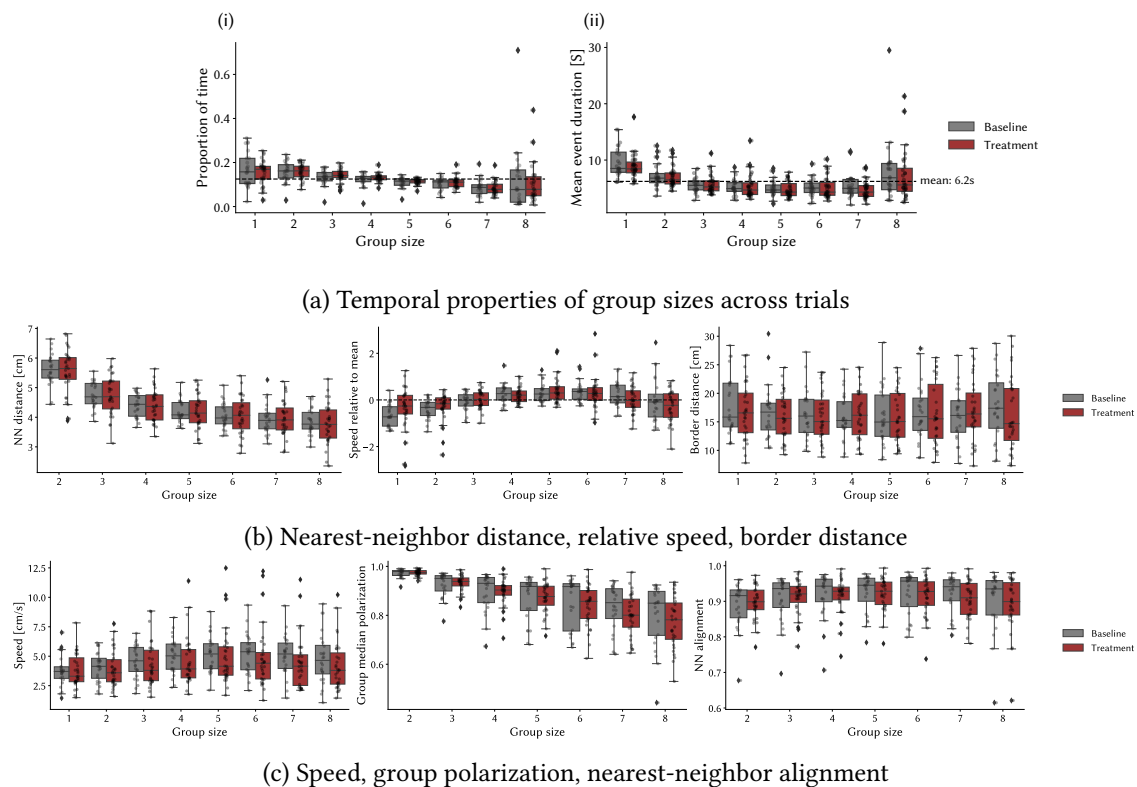 (i) (ii)
Proportion of time
0.6
0.4
0.2
0.0
1 2 3 4 5 6 7 8
Group size
Mean event duration [S]
30
20
10
1 2 3 4 5 6 7 8
Group size
mean: 6.2s
Baseline
Treatment
(a) Temporal properties of group sizes across trials
NN distance [cm]
7
6
5
4
3
2 3 4 5 6 7 8
Group size
Speed relative to mean
2
0
−2
1 2 3 4 5 6 7 8
Group size
Border distance [cm]
30
25
20
15
10
1 2 3 4 5 6 7 8
Group size
Baseline
Treatment
(b) Nearest-neighbor distance, relative speed, border distance
Speed [cm/s]
12.5
10.0
7.5
5.0
2.5
1 2 3 4 5 6 7 8
Group size
Group median polarization
1.0
0.8
0.6
2 3 4 5 6 7 8
Group size
NN alignment
1.0
0.9
0.8
0.7
0.6
2 3 4 5 6 7 8
Group size
Baseline
Treatment
(c) Speed, group polarization, nearest-neighbor alignment